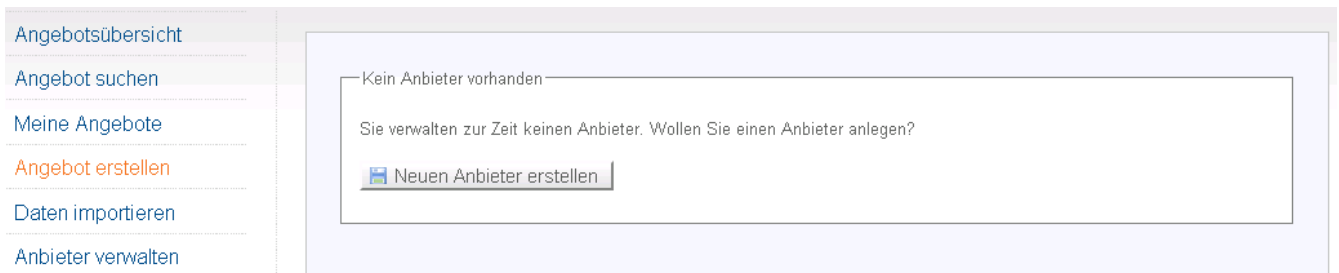 Angebotsübersicht
Angebot suchen
Meine Angebote
Angebot erstellen
Daten importieren
Anbieter verwalten
Kein Anbieter vorhanden
Sie verwalten zur Zeit keinen Anbieter. Wollen Sie einen Anbieter anlegen?
Neuen Anbieter erstellen